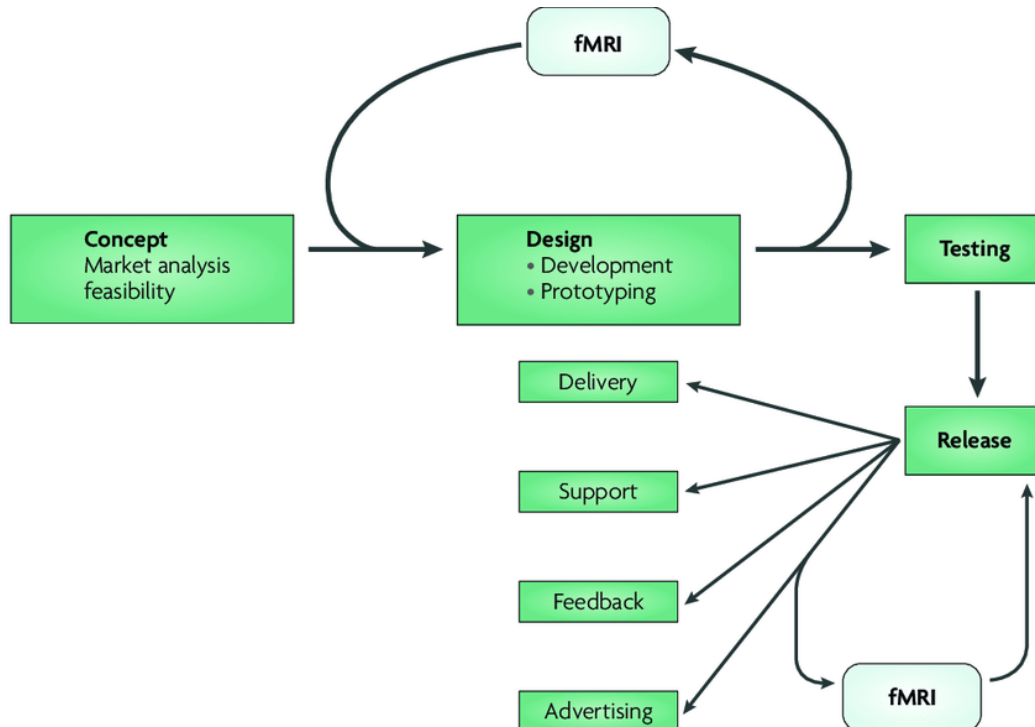 fMRI
Concept
Market analysis
feasibility
Design
• Development
• Prototyping
Testing
Delivery
Release
Support
Feedback
fMRI
Advertising